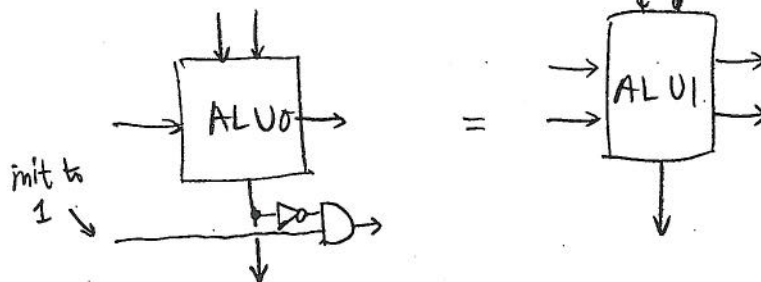 ALU0
=
ALU1
init to
1